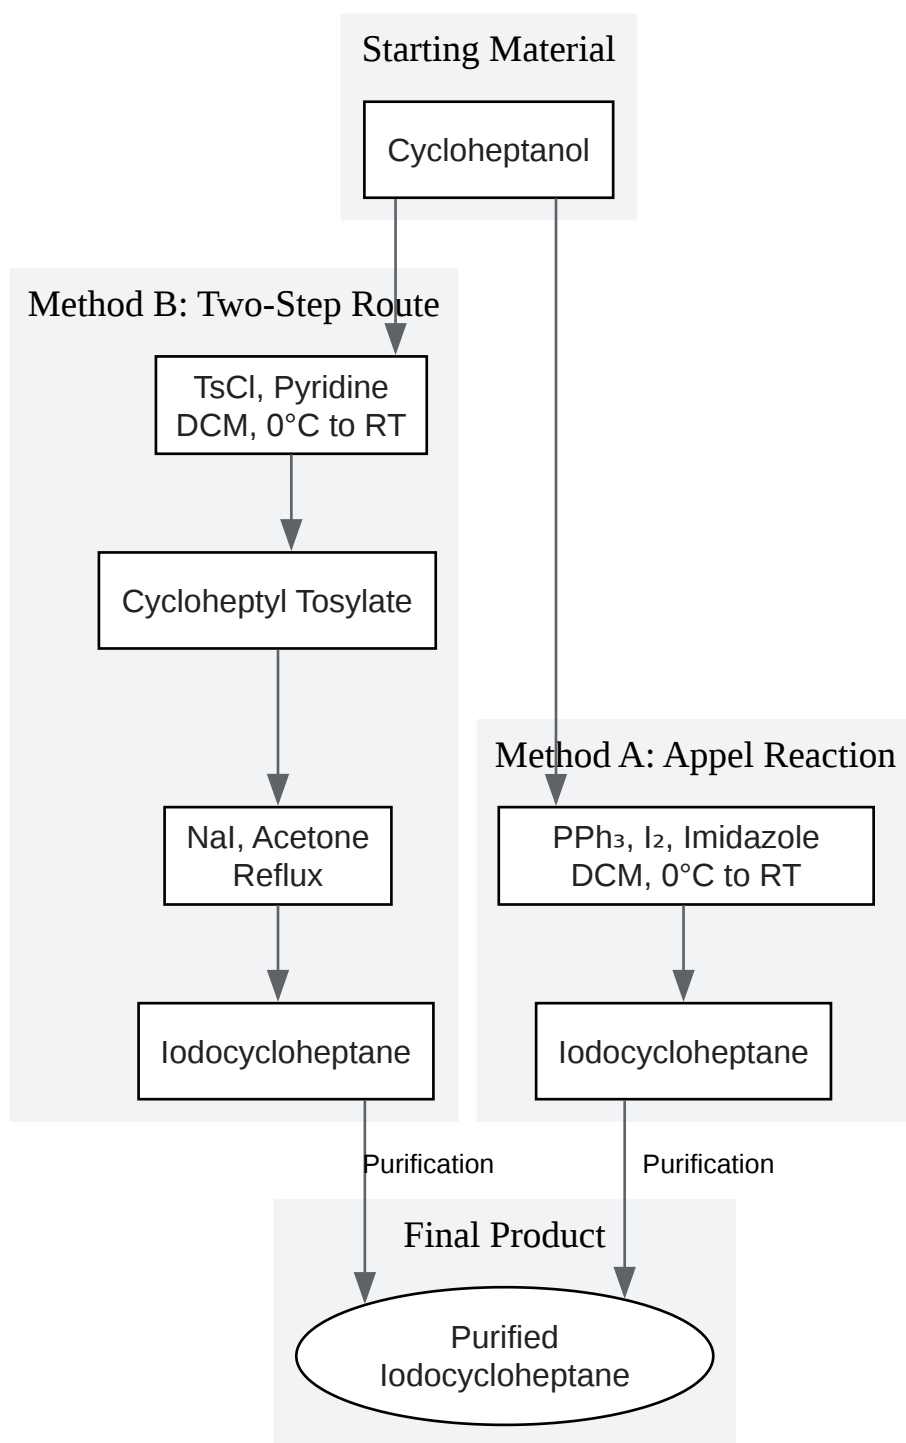 Starting Material
Cycloheptanol
Method B: Two-Step Route
TsCl, Pyridine
DCM, 0°C to RT
Cycloheptyl Tosylate
NaI, Acetone
Reflux
Iodocycloheptane
Method A: Appel Reaction
PPh₃, I₂, Imidazole
DCM, 0°C to RT
Iodocycloheptane
Purification
Purification
Final Product
Purified
Iodocycloheptane